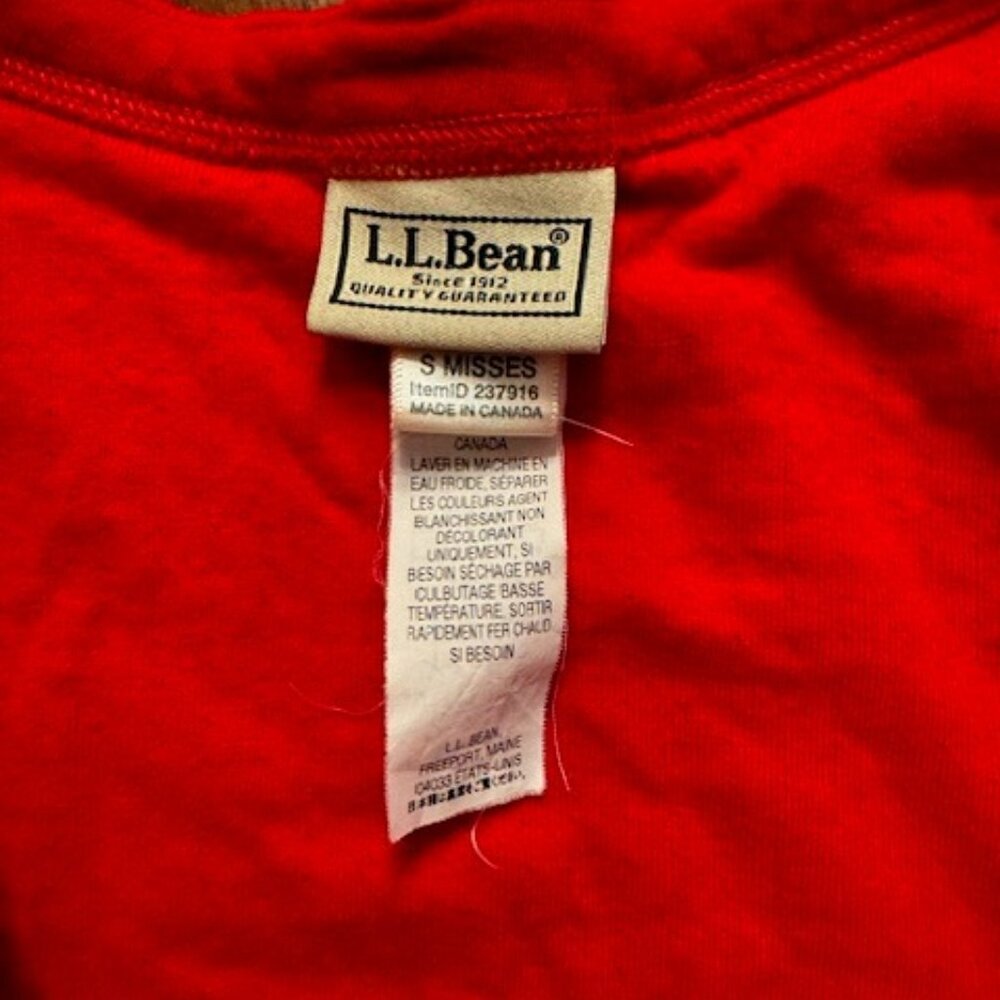 L.L.Bean®
Since 1912
QUALITY GUARANTEED
S MISSES
ItemID 237916
MADE IN CANADA
CANADA
LAVER EN MACHINE EN
EAU FROIDE, SÉPARER
LES COULEURS AGENT
BLANCHISSANT NON
DÉCOLORANT
UNIQUEMENT, SI
BESOIN SÉCHAGE PAR
CULBUTAGE BASSE
TEMPÉRATURE, SORTIR
RAPIDEMENT FER CHAUD
SI BESOIN
L.L. BEAN,
FREEPORT, MAINE
04033 ÉTATS-UNIS